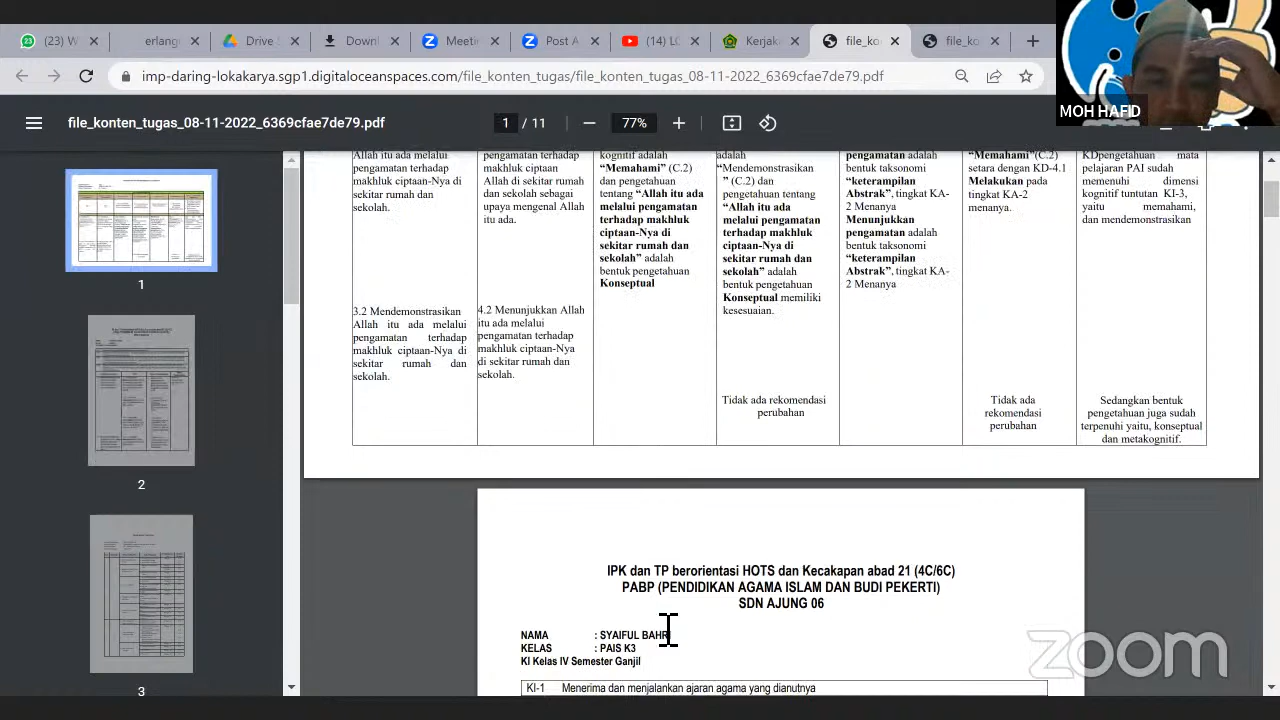 (23) W
erlang
Drive
Downl
Meetin
Post A
(14) LO
Kerjak
file_ko
file_ko
imp-daring-lokakarya.sgp1.digitaloceanspaces.com/file_konten_tugas/file_konten_tugas_08-11-2022_6369cfae7de79.pdf
MOH HAFID
file_konten_tugas_08-11-2022_6369cfae7de79.pdf
1 / 11
77%
1
2
3
Allah itu ada melalui
pengamatan terhadap
makhluk ciptaan-Nya di
sekitar rumah dan
sekolah.
3.2 Mendemonstrasikan
Allah itu ada melalui
pengamatan terhadap
makhluk ciptaan-Nya di
sekitar rumah dan
sekolah.
pengamatan terhadap
makhluk ciptaan
Allah di sekitar rumah
dan sekolah sebagai
upaya mengenal Allah
itu ada.
4.2 Menunjukkan Allah
itu ada melalui
pengamatan terhadap
makhluk ciptaan-Nya
di sekitar rumah dan
sekolah.
kognitif adalah
“Memahami” (C.2)
dan pengetahuan
tentang “Allah itu ada
melalui pengamatan
terhadap makhluk
ciptaan-Nya di
sekitar rumah dan
sekolah” adalah
bentuk pengetahuan
Konseptual
adalah
“Mendemonstrasikan
” (C.2) dan
pengetahuan tentang
“Allah itu ada
melalui pengamatan
terhadap makhluk
ciptaan-Nya di
sekitar rumah dan
sekolah” adalah
bentuk pengetahuan
Konseptual memiliki
kesesuaian.
Tidak ada rekomendasi
perubahan
pengamatan adalah
bentuk taksonomi
“keterampilan
Abstrak”, tingkat KA-
2 Menanya
Menunjukkan
pengamatan adalah
bentuk taksonomi
“keterampilan
Abstrak”, tingkat KA-
2 Menanya
“Memahami”(C.2)
setara dengan KD-4.1
Melakukan pada
tingkat KA-2
menanya.
Tidak ada
rekomendasi
perubahan
KDpengetahuan mata
pelajaran PAI sudah
memenuhi dimensi
kognitif tuntutan KI-3,
yaitu memahami,
dan mendemonstrasikan
Sedangkan bentuk
pengetahuan juga sudah
terpenuhi yaitu, konseptual
dan metakognitif.
IPK dan TP berorientasi HOTS dan Kecakapan abad 21 (4C/6C)
PABP (PENDIDIKAN AGAMA ISLAM DAN BUDI PEKERTI)
SDN AJUNG 06
NAMA : SYAIFUL BAHRI
KELAS : PAIS K3
KI Kelas IV Semester Ganjil
KI-1 Menerima dan menjalankan ajaran agama yang dianutnya
zoom